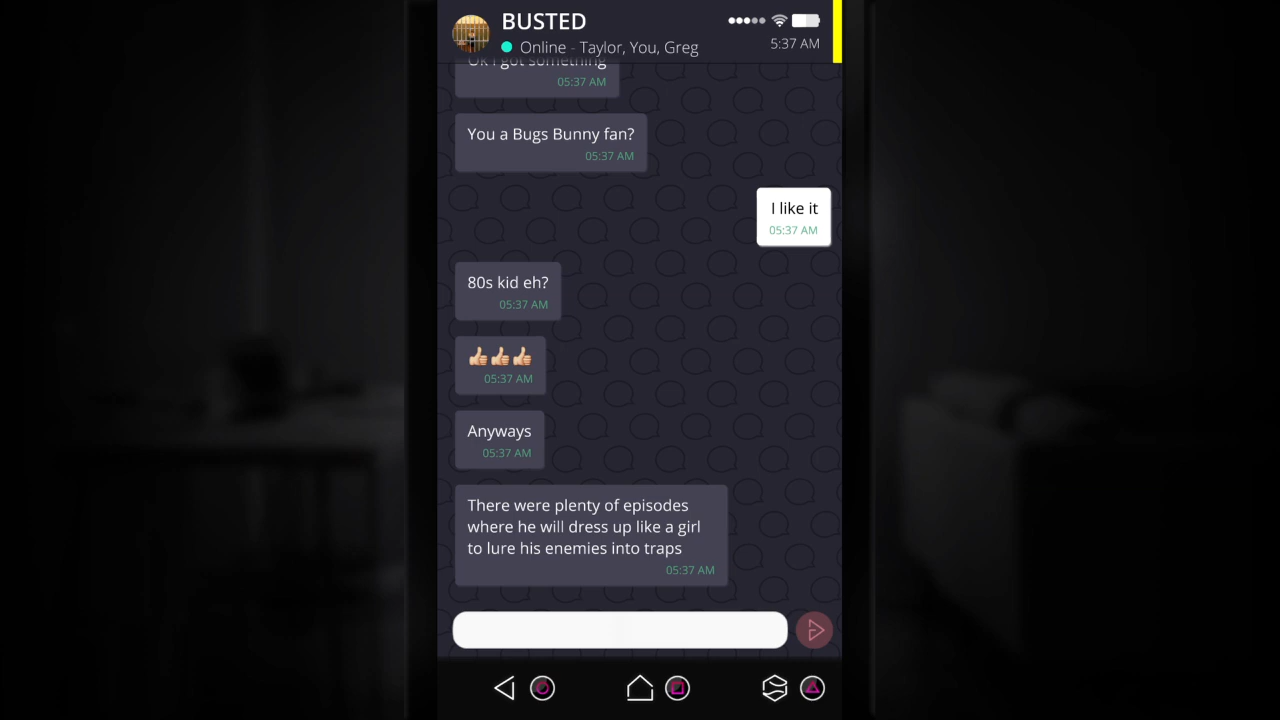 BUSTED
Online - Taylor, You, Greg
5:37 AM
Ok I got something
05:37 AM
You a Bugs Bunny fan?
05:37 AM
I like it
05:37 AM
80s kid eh?
05:37 AM
👍🏼👍🏼👍🏼
05:37 AM
Anyways
05:37 AM
There were plenty of episodes
where he will dress up like a girl
to lure his enemies into traps
05:37 AM